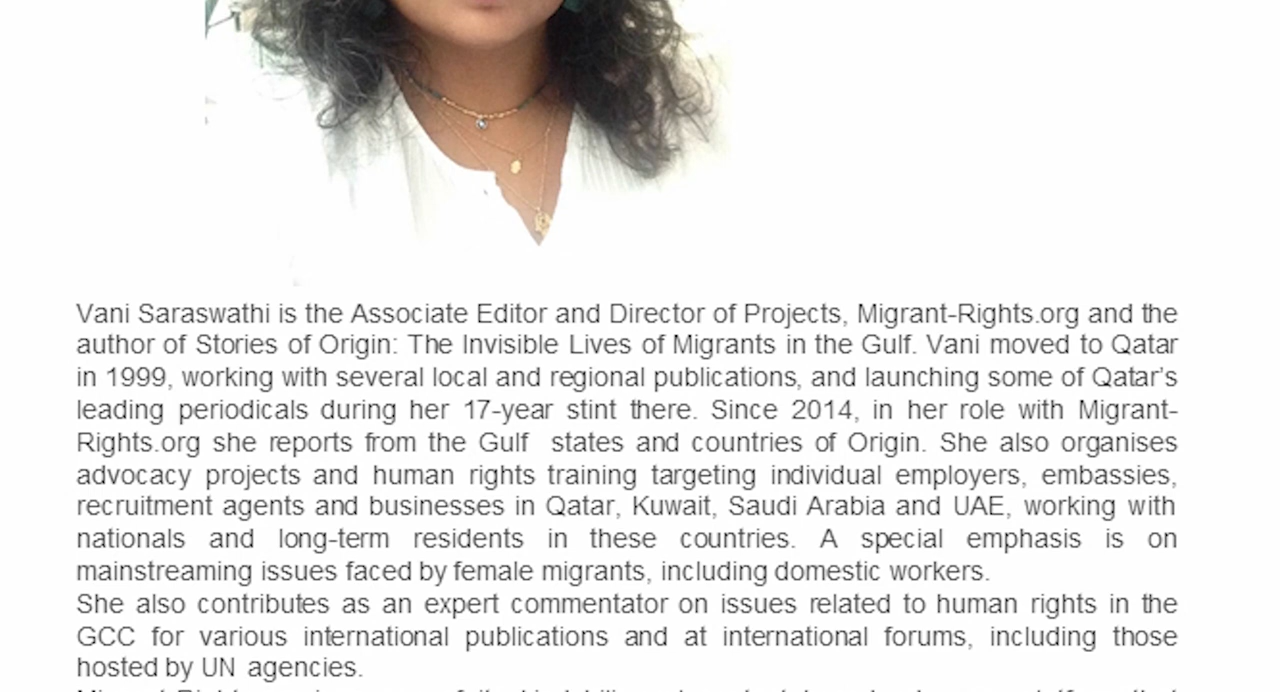 Vani Saraswathi is the Associate Editor and Director of Projects, Migrant-Rights.org and the
author of Stories of Origin: The Invisible Lives of Migrants in the Gulf. Vani moved to Qatar
in 1999, working with several local and regional publications, and launching some of Qatar's
leading periodicals during her 17-year stint there. Since 2014, in her role with Migrant-
Rights.org she reports from the Gulf states and countries of Origin. She also organises
advocacy projects and human rights training targeting individual employers, embassies,
recruitment agents and businesses in Qatar, Kuwait, Saudi Arabia and UAE, working with
nationals and long-term residents in these countries. A special emphasis is on
mainstreaming issues faced by female migrants, including domestic workers.
She also contributes as an expert commentator on issues related to human rights in the
GCC for various international publications and at international forums, including those
hosted by UN agencies.